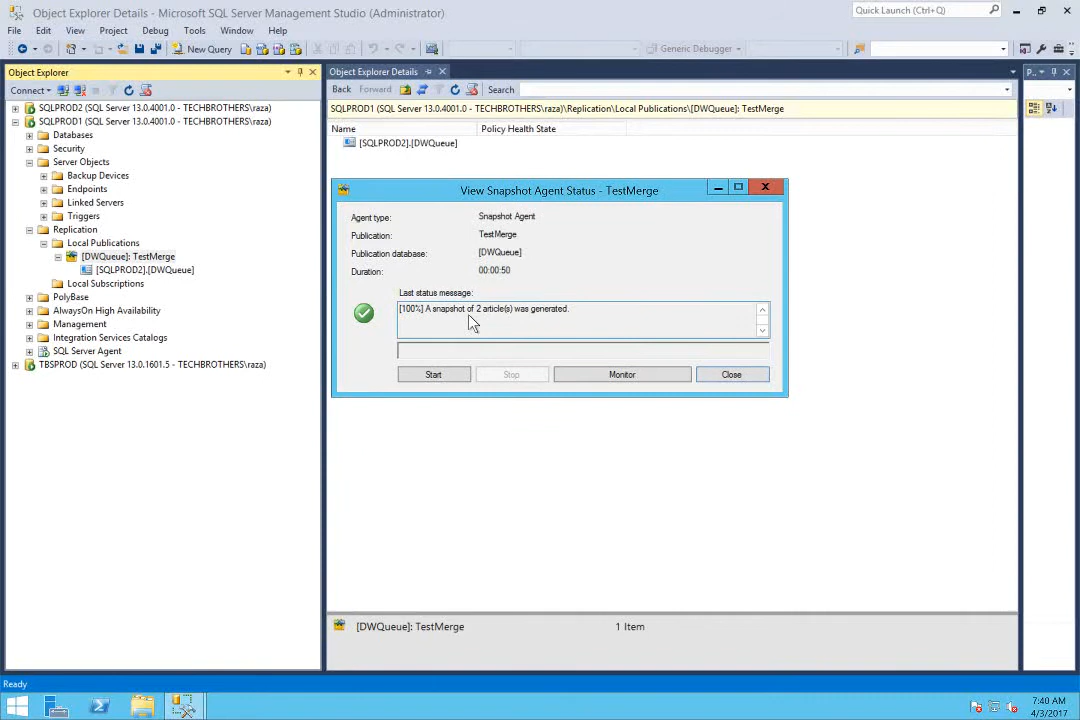 Object Explorer Details - Microsoft SQL Server Management Studio (Administrator)
Quick Launch (Ctrl+Q)
File Edit View Project Debug Tools Window Help
New Query
Generic Debugger
Object Explorer
Object Explorer Details
P..
Connect
Back Forward Search
SQLPROD2 (SQL Server 13.0.4001.0 - TECHBROTHERS\raza)
SQLPROD1 (SQL Server 13.0.4001.0 - TECHBROTHERS\raza)
Databases
Security
Server Objects
Backup Devices
Endpoints
Linked Servers
Triggers
Replication
Local Publications
[DWQueue]: TestMerge
[SQLPROD2].[DWQueue]
Local Subscriptions
PolyBase
AlwaysOn High Availability
Management
Integration Services Catalogs
SQL Server Agent
TBSPROD (SQL Server 13.0.1601.5 - TECHBROTHERS\raza)
SQLPROD1 (SQL Server 13.0.4001.0 - TECHBROTHERS\raza)\Replication\Local Publications\[DWQueue]: TestMerge
Name Policy Health State
[SQLPROD2].[DWQueue]
View Snapshot Agent Status - TestMerge
Agent type: Snapshot Agent
Publication: TestMerge
Publication database: [DWQueue]
Duration: 00:00:50
Last status message:
[100%] A snapshot of 2 article(s) was generated.
Start Stop Monitor Close
[DWQueue]: TestMerge 1 Item
Ready
7:40 AM
4/3/2017